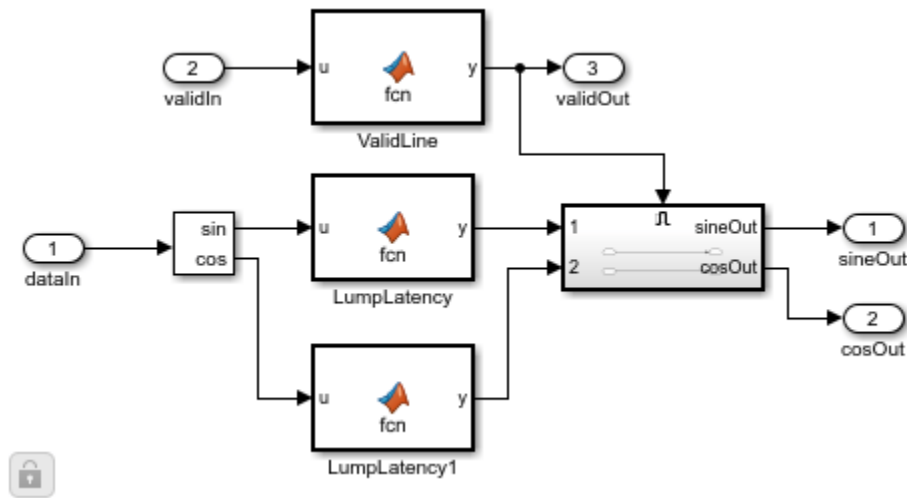 2
validIn
u
fcn
y
ValidLine
3
validOut
1
dataIn
sin
cos
u
fcn
y
LumpLatency
u
fcn
y
LumpLatency1
1
2
sineOut
cosOut
1
sineOut
2
cosOut